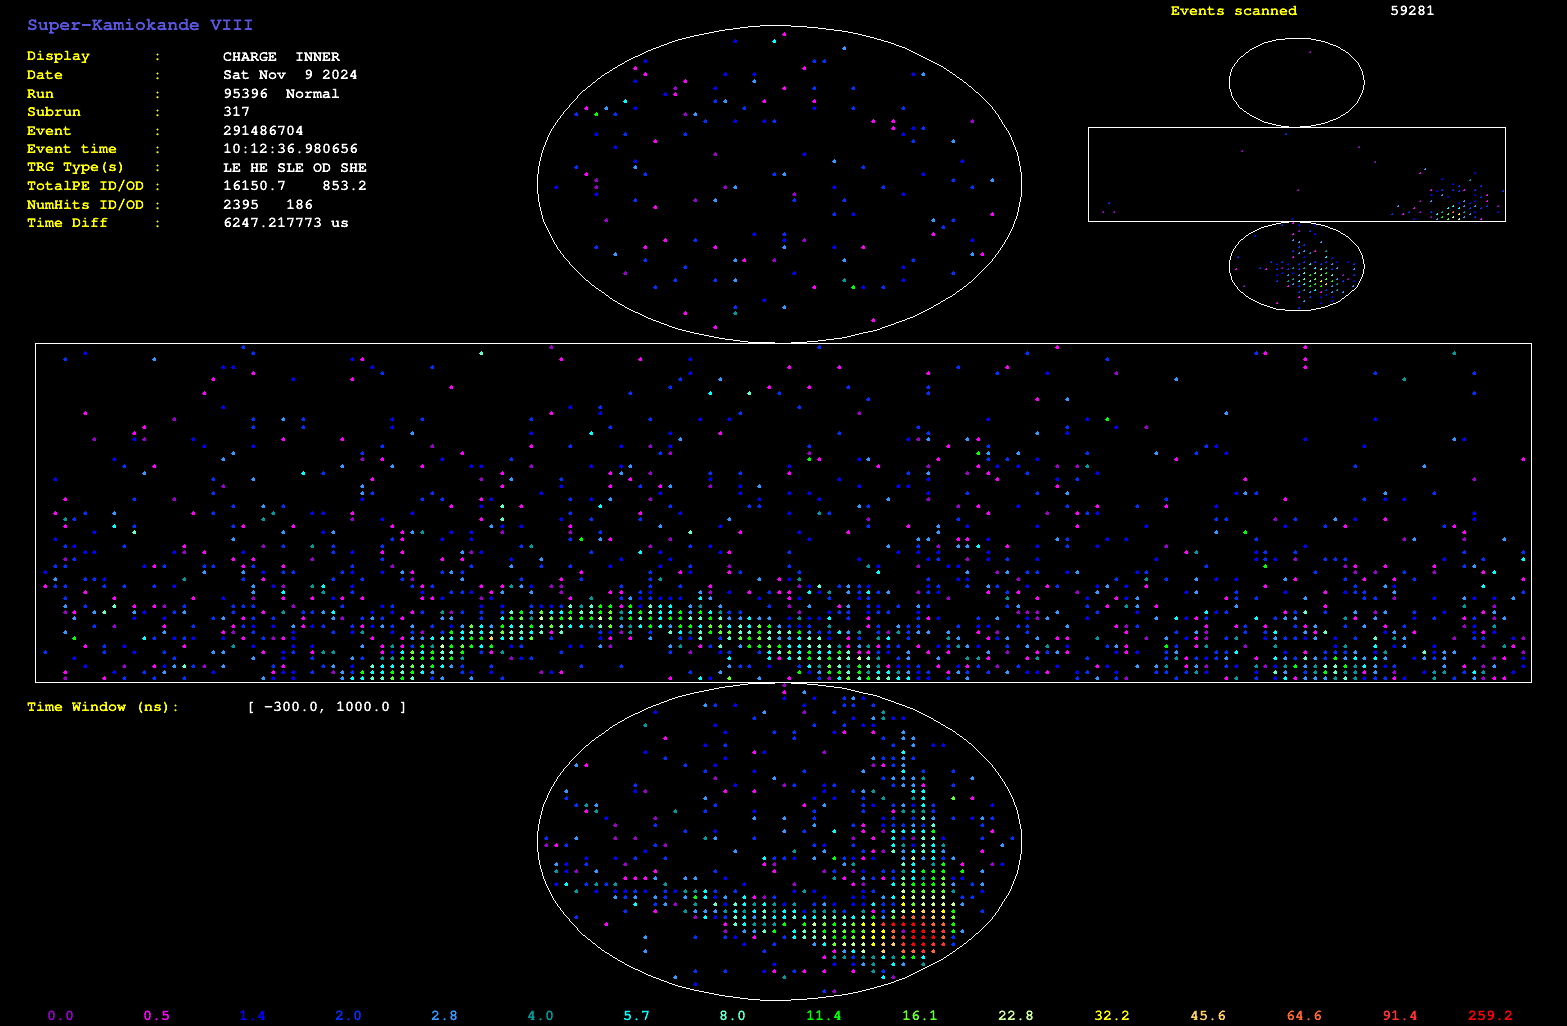 Super-Kamiokande VIII
Events scanned 59281
Display : CHARGE INNER
Date : Sat Nov 9 2024
Run : 95396 Normal
Subrun : 317
Event : 291486704
Event time : 10:12:36.980656
TRG Type(s) : LE HE SLE OD SHE
TotalPE ID/OD : 16150.7 853.2
NumHits ID/OD : 2395 186
Time Diff : 6247.217773 us
Time Window (ns): [ -300.0, 1000.0 ]
0.0 0.5 1.4 2.0 2.8 4.0 5.7 8.0 11.4 16.1 22.8 32.2 45.6 64.6 91.4 259.2